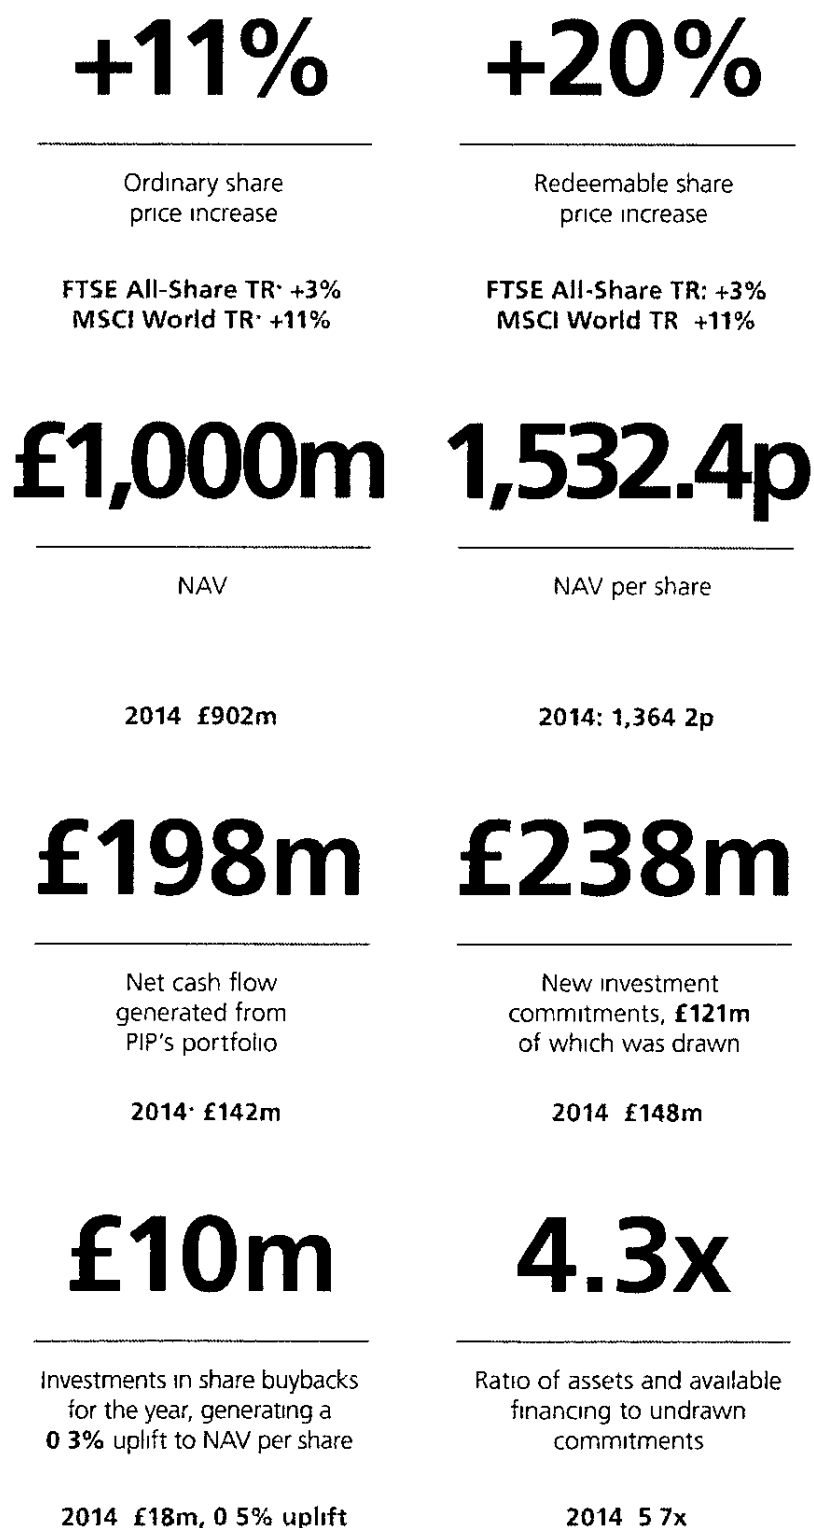 +11%
Ordinary share
price increase
FTSE All-Share TR· +3%
MSCI World TR· +11%
+20%
Redeemable share
price increase
FTSE All-Share TR: +3%
MSCI World TR +11%
£1,000m
NAV
2014 £902m
1,532.4p
NAV per share
2014: 1,364 2p
£198m
Net cash flow
generated from
PIP's portfolio
2014· £142m
£238m
New investment
commitments, £121m
of which was drawn
2014 £148m
£10m
Investments in share buybacks
for the year, generating a
0 3% uplift to NAV per share
2014 £18m, 0 5% uplift
4.3x
Ratio of assets and available
financing to undrawn
commitments
2014 5 7x